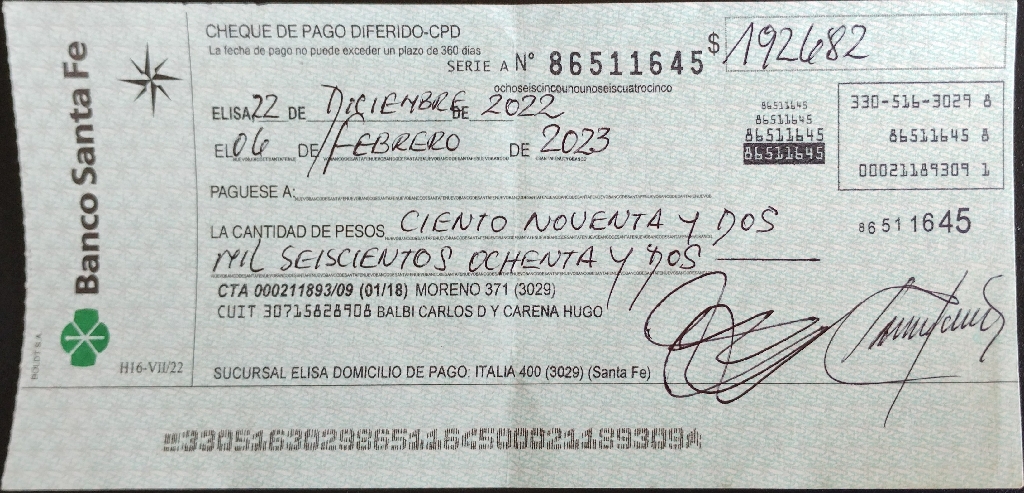 Banco Santa Fe
BOLDT S.A.
H16-VII/22
CHEQUE DE PAGO DIFERIDO-CPD
La fecha de pago no puede exceder un plazo de 360 días
SERIE A Nº 86511645
$ 192682
ochoseiscincounounoseiscuatrocinco
ELISA 22 DE DICIEMBRE DE 2022
EL 06 DE FEBRERO DE 2023
86511645
86511645
86511645
86511645
330-516-3029 8
86511645 8
00021189309 1
PAGUESE A:
LA CANTIDAD DE PESOS CIENTO NOVENTA Y DOS
MIL SEISCIENTOS OCHENTA Y DOS
86511645
CTA 000211893/09 (01/18) MORENO 371 (3029)
CUIT 30715828908 BALBI CARLOS D Y CARENA HUGO
SUCURSAL ELISA DOMICILIO DE PAGO: ITALIA 400 (3029) (Santa Fe)